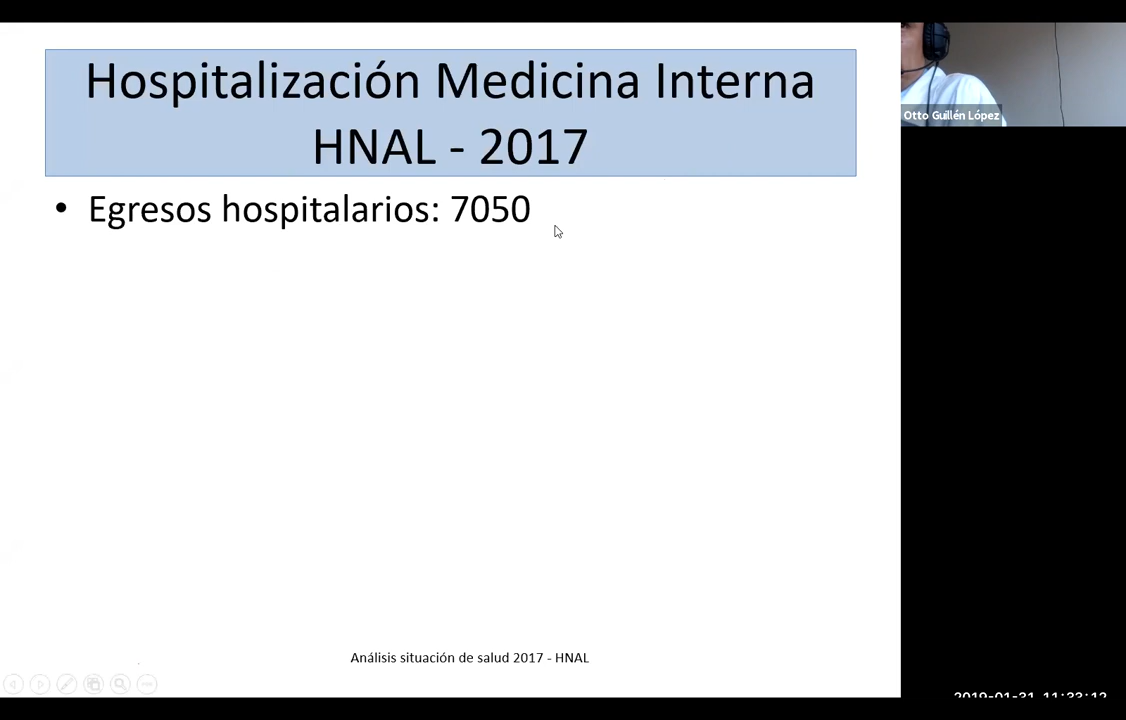 Hospitalización Medicina Interna
HNAL - 2017
• Egresos hospitalarios: 7050
Otto Guillén López
Análisis situación de salud 2017 - HNAL
2019-01-31 11:33:12